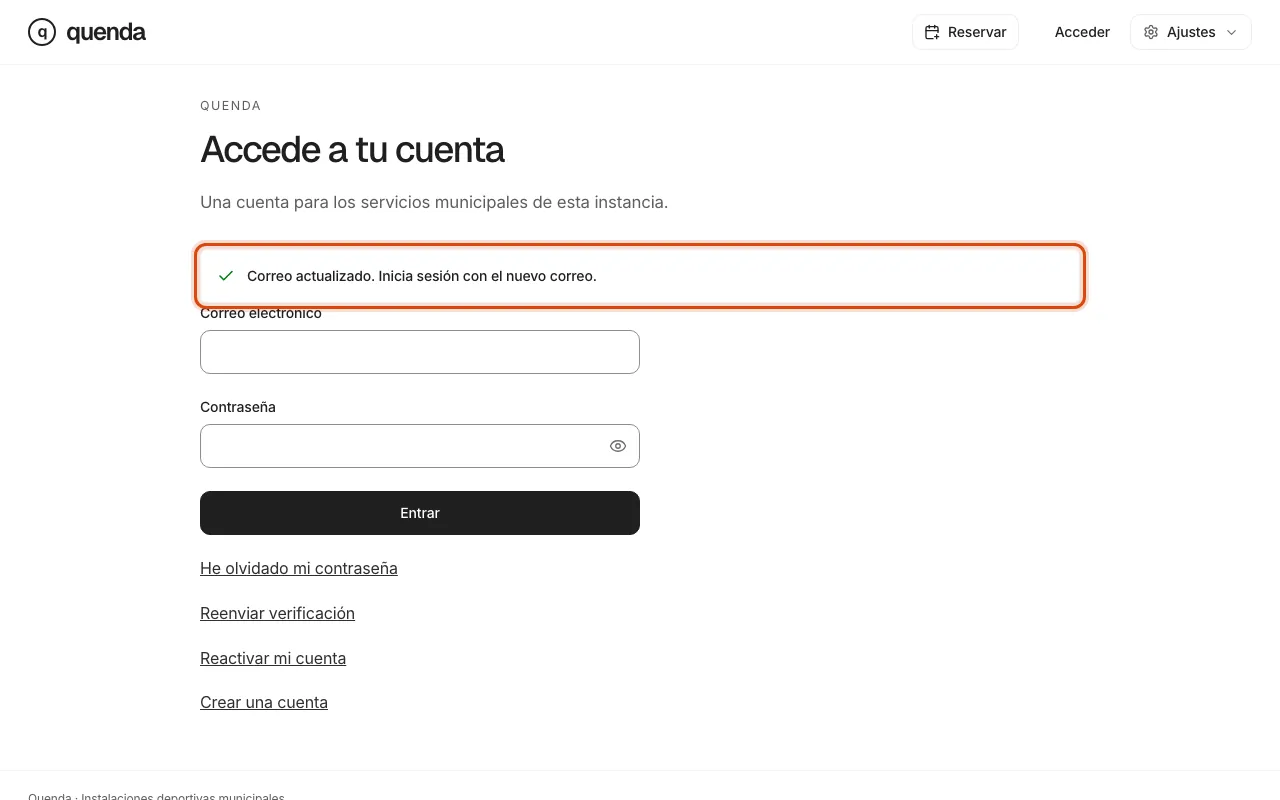 q quenda
Reservar
Acceder
Ajustes
QUENDA
Accede a tu cuenta
Una cuenta para los servicios municipales de esta instancia.
Correo actualizado. Inicia sesión con el nuevo correo.
Correo electrónico
Contraseña
Entrar
He olvidado mi contraseña
Reenviar verificación
Reactivar mi cuenta
Crear una cuenta
Quenda · Instalaciones deportivas municipales